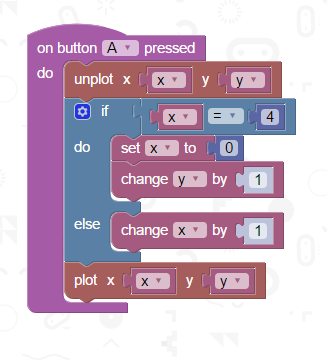 on button A pressed
do unplot x x y y
if x = 4
do set x to 0
change y by 1
else change x by 1
plot x x y y